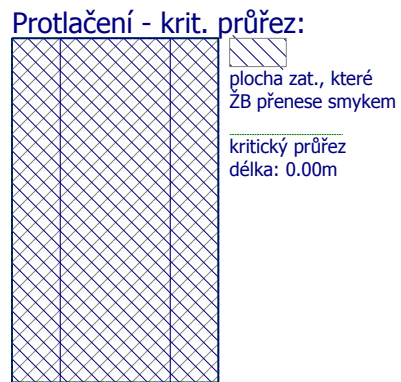 Protlačení - krit. průřez:
plocha zat., které
ŽB přenese smykem
kritický průřez
délka: 0.00m